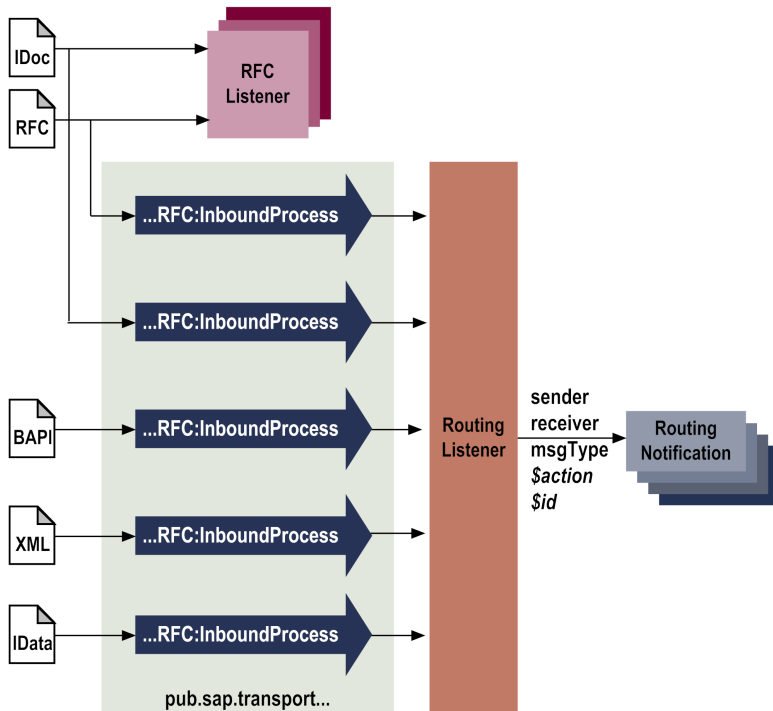 IDoc
RFC
Listener
RFC
...RFC:InboundProcess
...RFC:InboundProcess
BAPI
...RFC:InboundProcess
Routing
Listener
sender
receiver
msgType
$action
$id
Routing
Notification
XML
...RFC:InboundProcess
IData
...RFC:InboundProcess
pub.sap.transport...